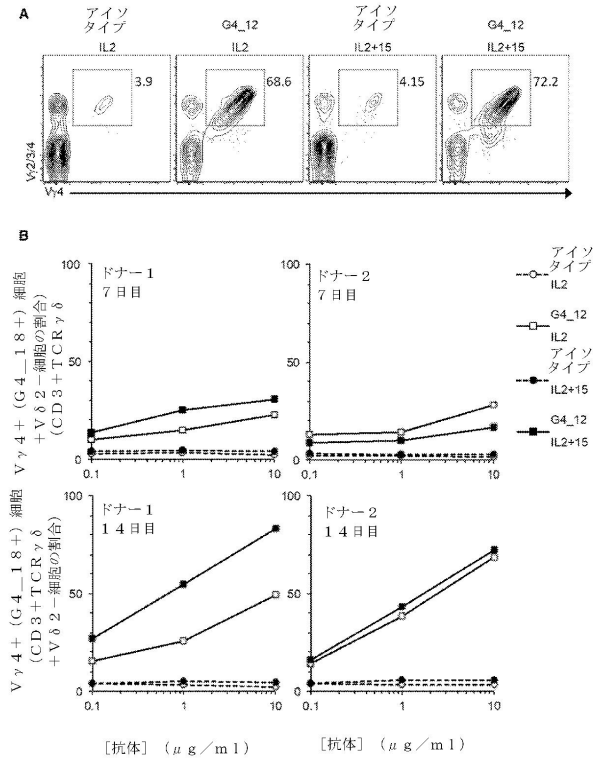 A
アイソ
タイプ
IL2
G4_12
IL2
アイソ
タイプ
IL2+15
G4_12
IL2+15
3.9
68.6
4.15
72.2
Vγ2/3/4
Vγ4
B
Vγ4+(G4_18+)細胞
(CD3+TCRγδ
+Vδ2-細胞の割合)
100
50
0
ドナー1
7日目
0.1
1
10
100
50
0
ドナー2
7日目
0.1
1
10
アイソ
タイプ
IL2
G4_12
IL2
アイソ
タイプ
IL2+15
G4_12
IL2+15
Vγ4+(G4_18+)細胞
(CD3+TCRγδ
+Vδ2-細胞の割合)
100
50
0
ドナー1
14日目
0.1
1
10
[抗体](μg/ml)
100
50
0
ドナー2
14日目
0.1
1
10
[抗体](μg/ml)